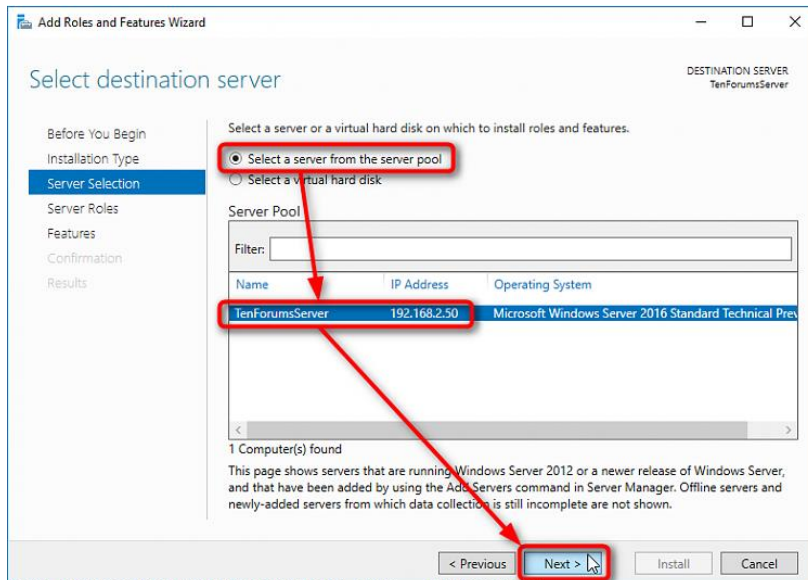 Add Roles and Features Wizard
Select destination server
DESTINATION SERVER
TenForumsServer
Before You Begin
Installation Type
Server Selection
Server Roles
Features
Confirmation
Results
Select a server or a virtual hard disk on which to install roles and features.
Select a server from the server pool
Select a virtual hard disk
Server Pool
Filter:
Name IP Address Operating System
TenForumsServer 192.168.2.50 Microsoft Windows Server 2016 Standard Technical Prev
1 Computer(s) found
This page shows servers that are running Windows Server 2012 or a newer release of Windows Server,
and that have been added by using the Add Servers command in Server Manager. Offline servers and
newly-added servers from which data collection is still incomplete are not shown.
< Previous Next > Install Cancel